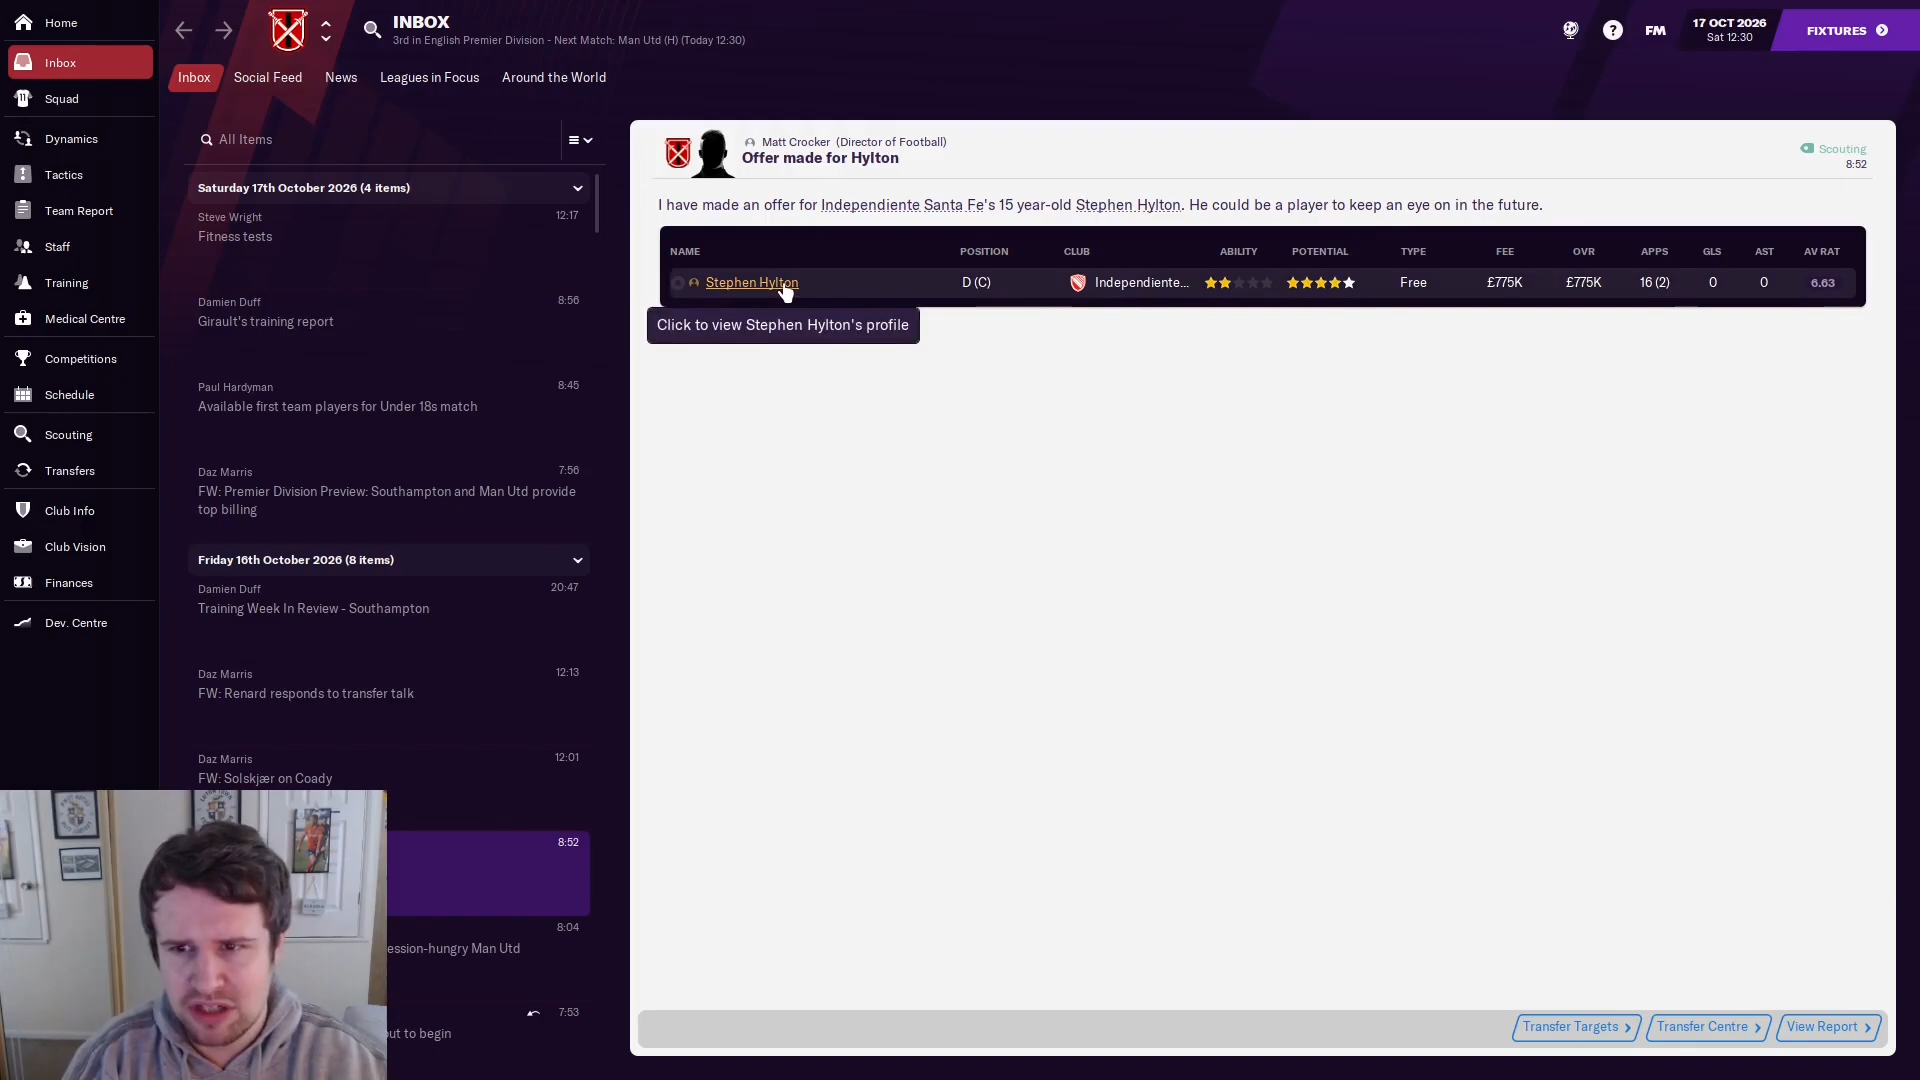 Home
Inbox
Squad
Dynamics
Tactics
Team Report
Staff
Training
Medical Centre
Competitions
Schedule
Scouting
Transfers
Club Info
Club Vision
Finances
Dev. Centre
INBOX
3rd in English Premier Division - Next Match: Man Utd (H) (Today 12:30)
FM
17 OCT 2026
Sat 12:30
FIXTURES
Inbox Social Feed News Leagues in Focus Around the World
All Items
Saturday 17th October 2026 (4 items)
Steve Wright 12:17
Fitness tests
Damien Duff 8:56
Girault's training report
Paul Hardyman 8:45
Available first team players for Under 18s match
Daz Marris 7:56
FW: Premier Division Preview: Southampton and Man Utd provide
top billing
Friday 16th October 2026 (8 items)
Damien Duff 20:47
Training Week In Review - Southampton
Daz Marris 12:13
FW: Renard responds to transfer talk
Daz Marris 12:01
FW: Solskjær on Coady
8:52
8:04
ession-hungry Man Utd
7:53
out to begin
Matt Crocker (Director of Football)
Offer made for Hylton
Scouting
8:52
I have made an offer for Independiente Santa Fe's 15 year-old Stephen Hylton. He could be a player to keep an eye on in the future.
NAME POSITION CLUB ABILITY POTENTIAL TYPE FEE OVR APPS GLS AST AV RAT
Stephen Hylton D (C) Independiente... Free £775K £775K 16 (2) 0 0 6.63
Click to view Stephen Hylton's profile
Transfer Targets Transfer Centre View Report